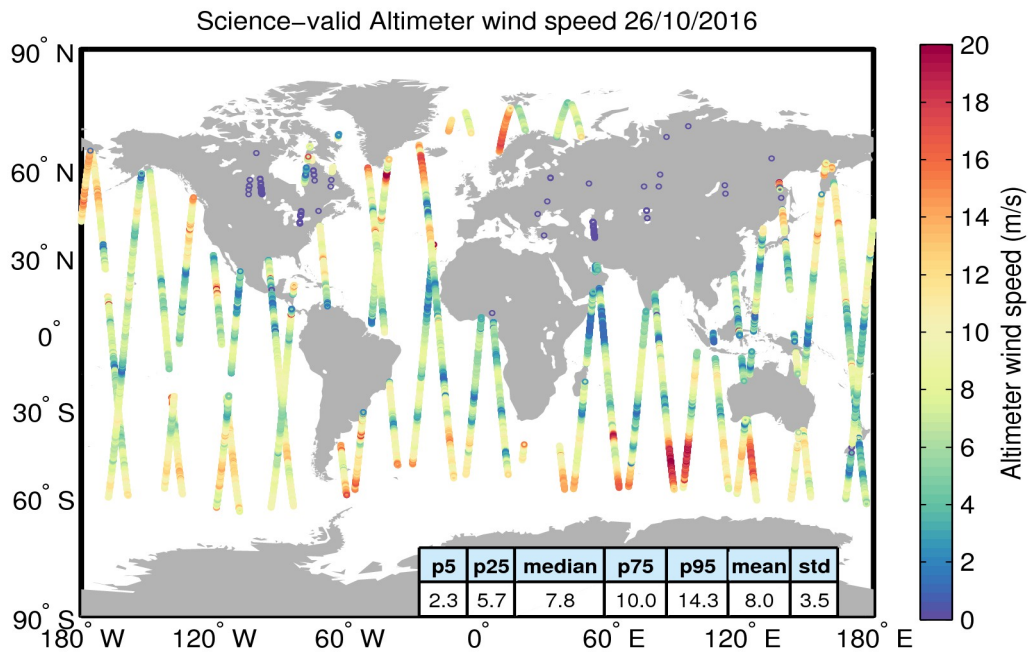 Science−valid Altimeter wind speed 26/10/2016
90° N
60° N
30° N
0°
30° S
60° S
90° S
180° W
120° W
60° W
0°
60° E
120° E
180° E
p5 p25 median p75 p95 mean std
2.3 5.7 7.8 10.0 14.3 8.0 3.5
20
18
16
14
12
10
8
6
4
2
0
Altimeter wind speed (m/s)